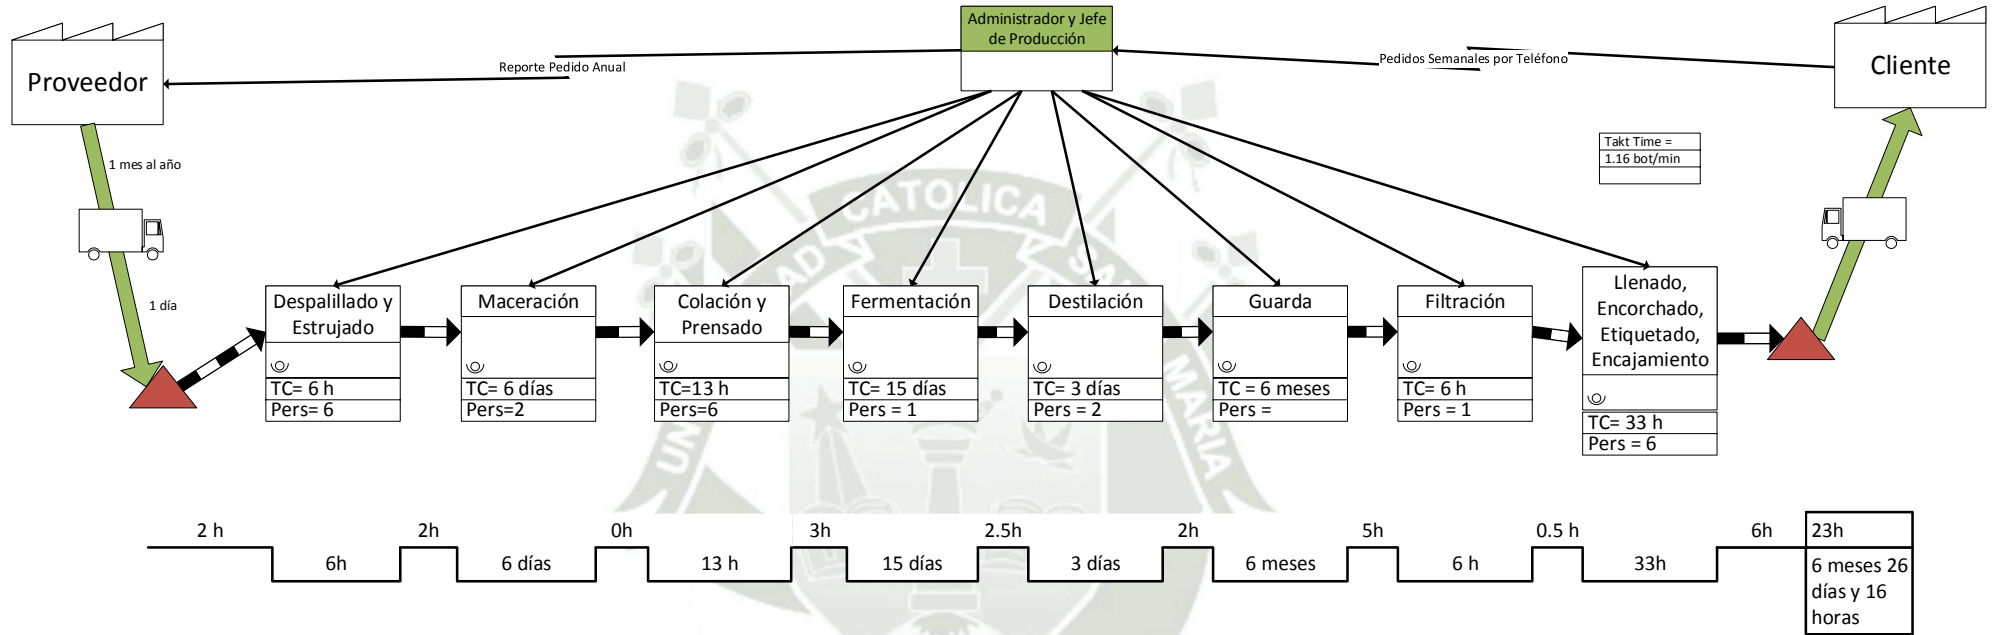 Administrador y Jefe
de Producción
Proveedor
Reporte Pedido Anual
Pedidos Semanales por Teléfono
Cliente
Takt Time =
1.16 bot/min
1 mes al año
1 día
Despalillado y
Estrujado
TC= 6 h
Pers= 6
Maceración
TC= 6 días
Pers=2
Colación y
Prensado
TC=13 h
Pers=6
Fermentación
TC= 15 días
Pers = 1
Destilación
TC= 3 días
Pers = 2
Guarda
TC = 6 meses
Pers =
Filtración
TC= 6 h
Pers = 1
Llenado,
Encorchado,
Etiquetado,
Encajamiento
TC= 33 h
Pers = 6
CATOLICA
UN
AD
SAN
MARIA
2 h
2h
0h
3h
2.5h
2h
5h
0.5 h
6h
23h
6h
6 días
13 h
15 días
3 días
6 meses
6 h
33h
6 meses 26
días y 16
horas